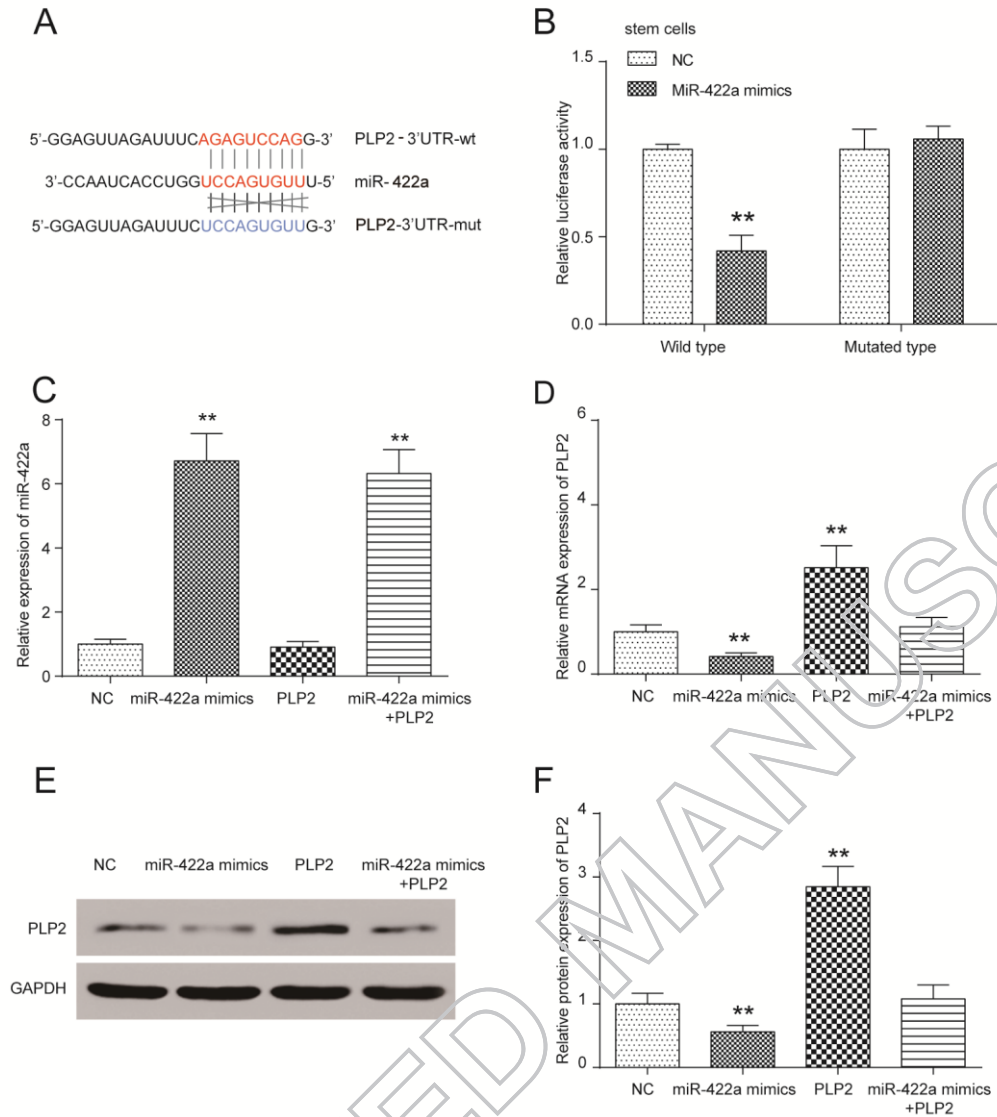 A
5'-GGAGUUAGAUUUCAGAGUCCAGG-3' PLP2-3'UTR-wt
3'-CCAAUCACCUGGUCCAGUGUUU-5' miR-422a
5'-GGAGUUAGAUUUCUCCAGUGUUG-3' PLP2-3'UTR-mut
B
stem cells
NC
MiR-422a mimics
Relative luciferase activity
1.5
1.0
0.5
0.0
**
Wild type Mutated type
C
Relative expression of miR-422a
8
6
4
2
0
** **
NC miR-422a mimics PLP2 miR-422a mimics
+PLP2
D
Relative mRNA expression of PLP2
6
4
2
0
** **
NC miR-422a mimics PLP2 miR-422a mimics
+PLP2
E
NC miR-422a mimics PLP2 miR-422a mimics
+PLP2
PLP2
GAPDH
F
Relative protein expression of PLP2
4
3
2
1
0
** **
NC miR-422a mimics PLP2 miR-422a mimics
+PLP2
ED MANUSC